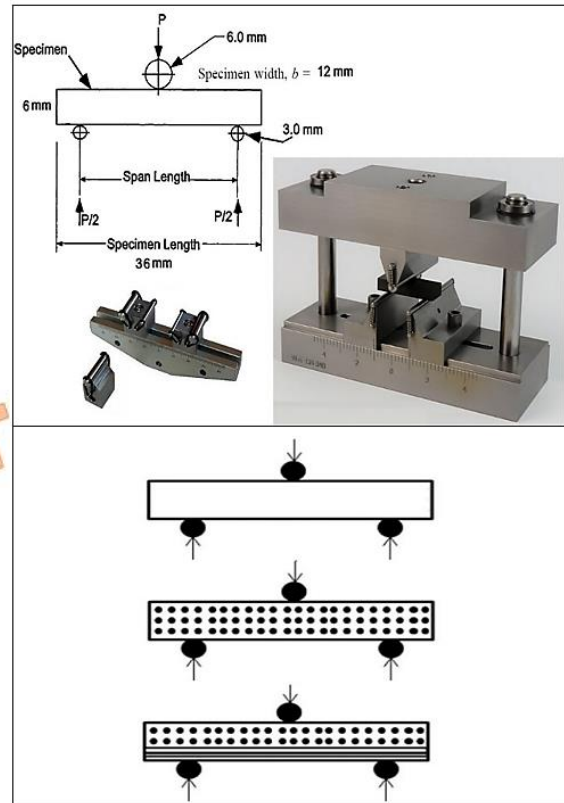 P
6.0 mm
Specimen
Specimen width, b = 12 mm
6 mm
3.0 mm
Span Length
P/2
P/2
Specimen Length
36 mm